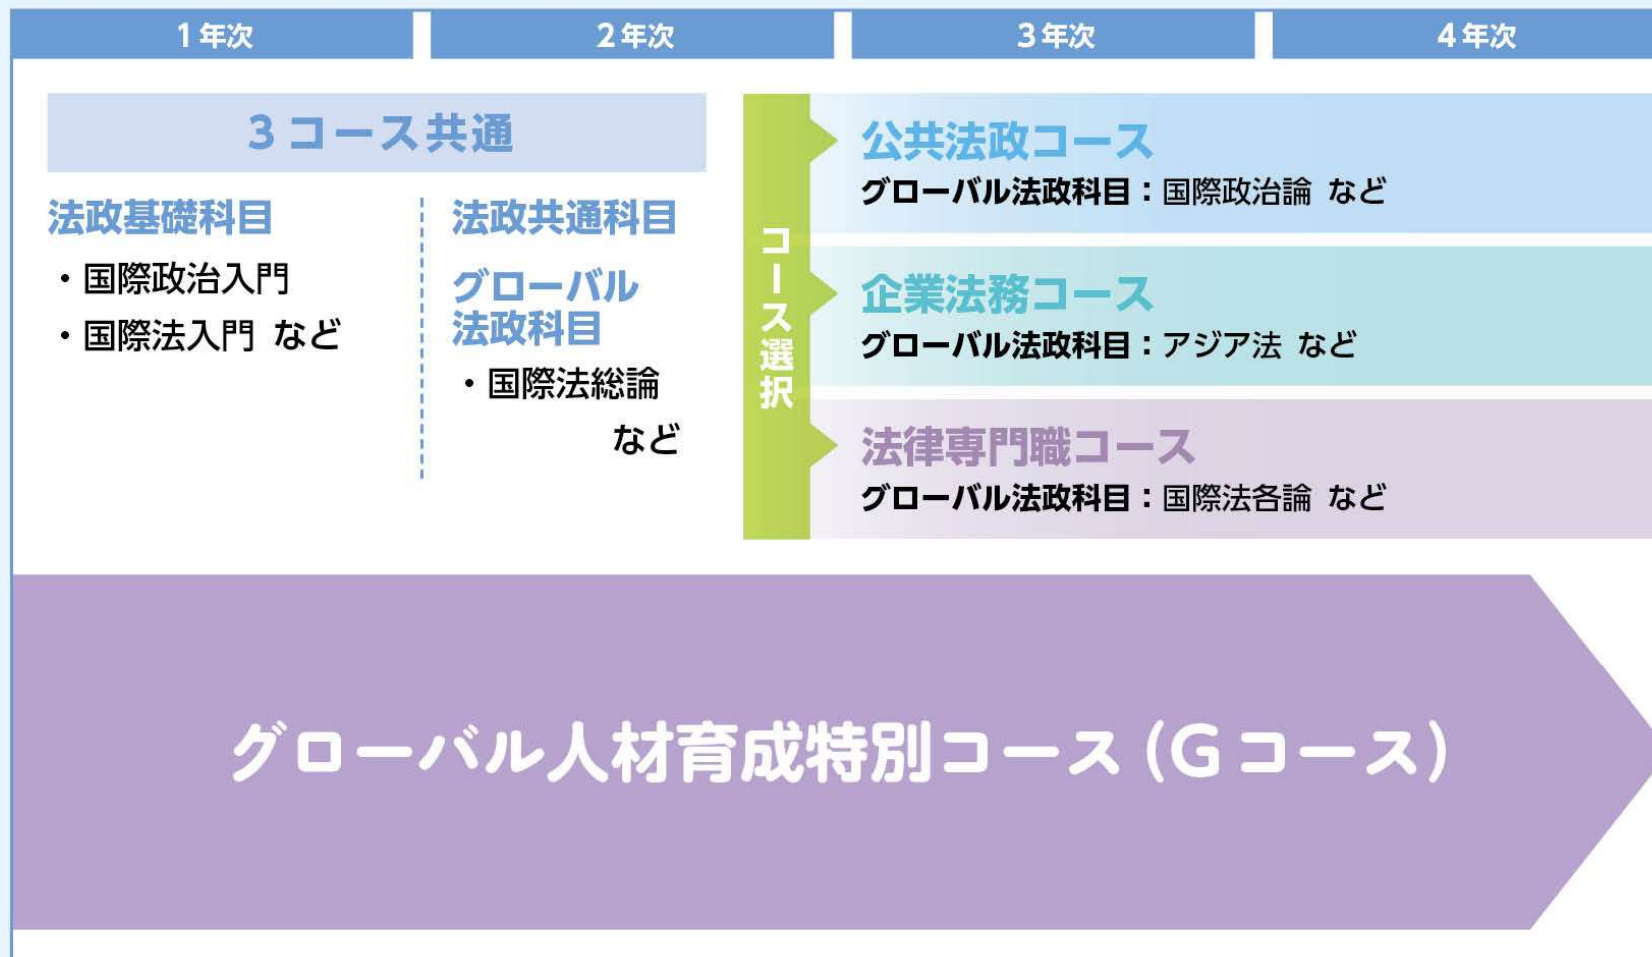 1年次
2年次
3年次
4年次
3コース共通
法政基礎科目
・国際政治入門
・国際法入門 など
法政共通科目
グローバル
法政科目
・国際法総論
など
コース選択
公共法政コース
グローバル法政科目：国際政治論 など
企業法務コース
グローバル法政科目：アジア法 など
法律専門職コース
グローバル法政科目：国際法各論 など
グローバル人材育成特別コース（Gコース）